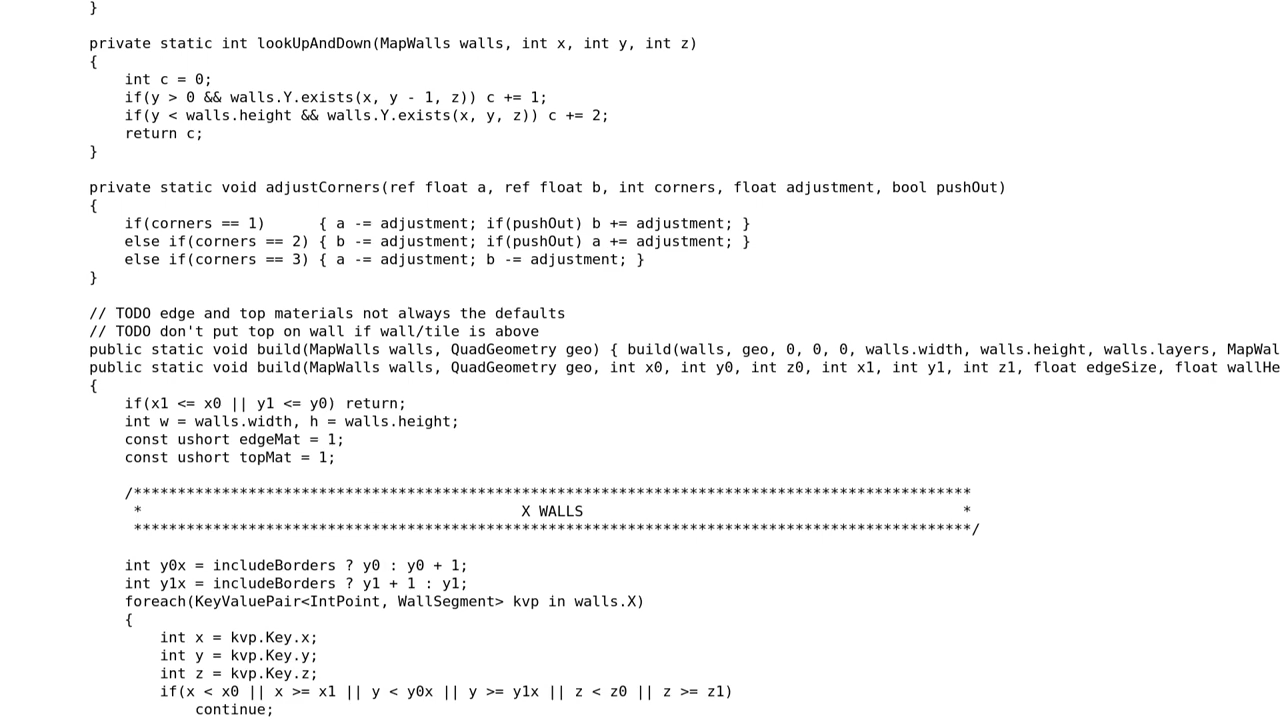 }
private static int lookUpAndDown(MapWalls walls, int x, int y, int z)
{
    int c = 0;
    if(y > 0 && walls.Y.exists(x, y - 1, z)) c += 1;
    if(y < walls.height && walls.Y.exists(x, y, z)) c += 2;
    return c;
}
private static void adjustCorners(ref float a, ref float b, int corners, float adjustment, bool pushOut)
{
    if(corners == 1)      { a -= adjustment; if(pushOut) b += adjustment; }
    else if(corners == 2) { b -= adjustment; if(pushOut) a += adjustment; }
    else if(corners == 3) { a -= adjustment; b -= adjustment; }
}
// TODO edge and top materials not always the defaults
// TODO don't put top on wall if wall/tile is above
public static void build(MapWalls walls, QuadGeometry geo) { build(walls, geo, 0, 0, 0, walls.width, walls.height, walls.layers, MapWal
public static void build(MapWalls walls, QuadGeometry geo, int x0, int y0, int z0, int x1, int y1, int z1, float edgeSize, float wallHe
{
    if(x1 <= x0 || y1 <= y0) return;
    int w = walls.width, h = walls.height;
    const ushort edgeMat = 1;
    const ushort topMat = 1;
    /***********************************************************************************************
     *                                           X WALLS                                           *
     ***********************************************************************************************/
    int y0x = includeBorders ? y0 : y0 + 1;
    int y1x = includeBorders ? y1 + 1 : y1;
    foreach(KeyValuePair<IntPoint, WallSegment> kvp in walls.X)
    {
        int x = kvp.Key.x;
        int y = kvp.Key.y;
        int z = kvp.Key.z;
        if(x < x0 || x >= x1 || y < y0x || y >= y1x || z < z0 || z >= z1)
            continue;